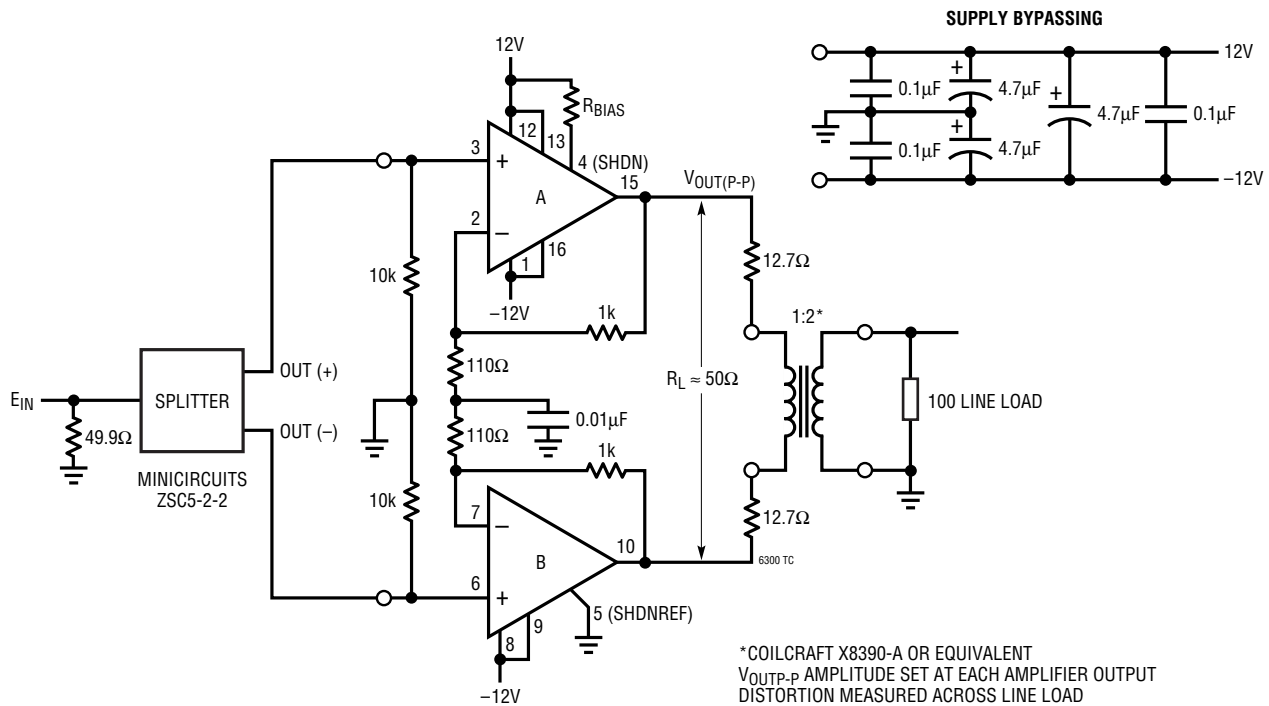 SUPPLY BYPASSING
12V
12V
+
0.1µF
4.7µF
+
4.7µF
0.1µF
+
0.1µF
4.7µF
–12V
RBIAS
12
13
3
+
4 (SHDN)
15
VOUT(P-P)
A
2
–
1
16
12.7Ω
10k
–12V
1k
1:2*
110Ω
OUT (+)
RL ≈ 50Ω
EIN
SPLITTER
0.01µF
100 LINE LOAD
49.9Ω
OUT (–)
110Ω
1k
MINICIRCUITS
ZSC5-2-2
10k
12.7Ω
7
–
10
6300 TC
B
6
+
5 (SHDNREF)
8
9
–12V
*COILCRAFT X8390-A OR EQUIVALENT
VOUTP-P AMPLITUDE SET AT EACH AMPLIFIER OUTPUT
DISTORTION MEASURED ACROSS LINE LOAD